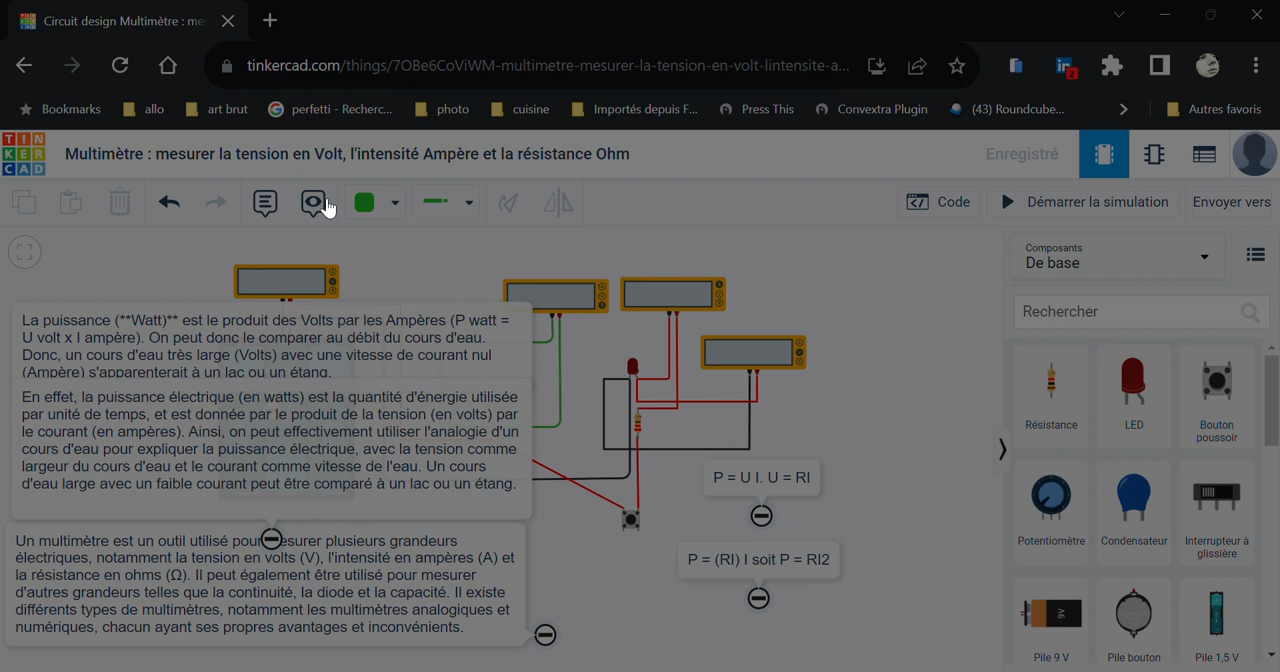 Circuit design Multimètre : me
tinkercad.com/things/7OBe6CoViWM-multimetre-mesurer-la-tension-en-volt-lintensite-a...
in
2
Bookmarks
allo
art brut
perfetti - Recherc...
photo
cuisine
Importés depuis F...
Press This
Convextra Plugin
(43) Roundcube...
Autres favoris
TIN
KER
CAD
Multimètre : mesurer la tension en Volt, l'intensité Ampère et la résistance Ohm
Enregistré
Code
Démarrer la simulation
Envoyer vers
Composants
De base
Rechercher
La puissance (**Watt)** est le produit des Volts par les Ampères (P watt =
U volt x I ampère). On peut donc le comparer au débit du cours d'eau.
Donc, un cours d'eau très large (Volts) avec une vitesse de courant nul
(Ampère) s'apparenterait à un lac ou un étang.
En effet, la puissance électrique (en watts) est la quantité d'énergie utilisée
par unité de temps, et est donnée par le produit de la tension (en volts) par
le courant (en ampères). Ainsi, on peut effectivement utiliser l'analogie d'un
cours d'eau pour expliquer la puissance électrique, avec la tension comme
largeur du cours d'eau et le courant comme vitesse de l'eau. Un cours
d'eau large avec un faible courant peut être comparé à un lac ou un étang.
Un multimètre est un outil utilisé pour mesurer plusieurs grandeurs
électriques, notamment la tension en volts (V), l'intensité en ampères (A) et
la résistance en ohms (Ω). Il peut également être utilisé pour mesurer
d'autres grandeurs telles que la continuité, la diode et la capacité. Il existe
différents types de multimètres, notamment les multimètres analogiques et
numériques, chacun ayant ses propres avantages et inconvénients.
P = U I. U = RI
P = (RI) I soit P = RI2
Résistance
LED
Bouton
poussoir
Potentiomètre
Condensateur
Interrupteur à
glissière
9V
Pile 9 V
Pile bouton
Pile 1,5 V